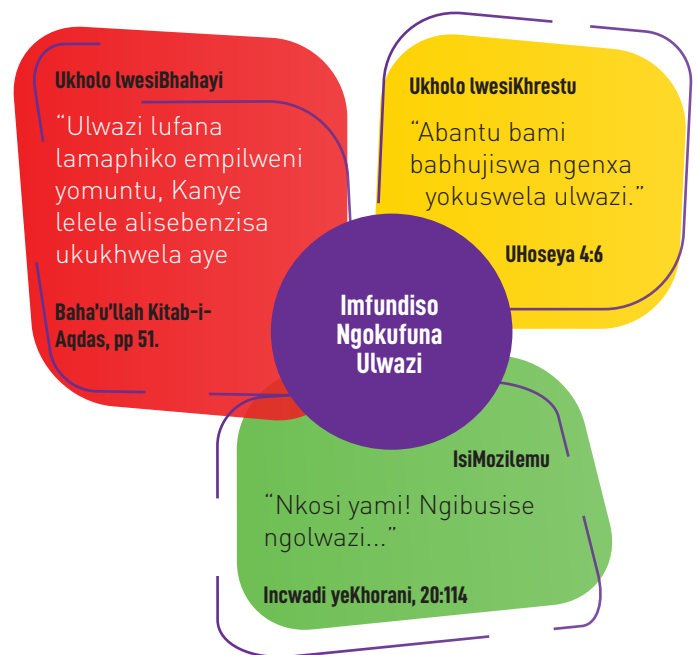 Ukholo lwesiBhahayi
“Ulwazi lufana
lamaphiko empilweni
yomuntu, Kanye
lelele alisebenzisa
ukukhwela aye
Baha’u’llah Kitab-i-
Aqdas, pp 51.
Ukholo lwesiKhrestu
“Abantu bami
babhujiswa ngenxa
yokuswela ulwazi.”
UHoseya 4:6
Imfundiso
Ngokufuna
Ulwazi
IsiMozilemu
“Nkosi yami! Ngibusise
ngolwazi...”
Incwadi yeKhorani, 20:114